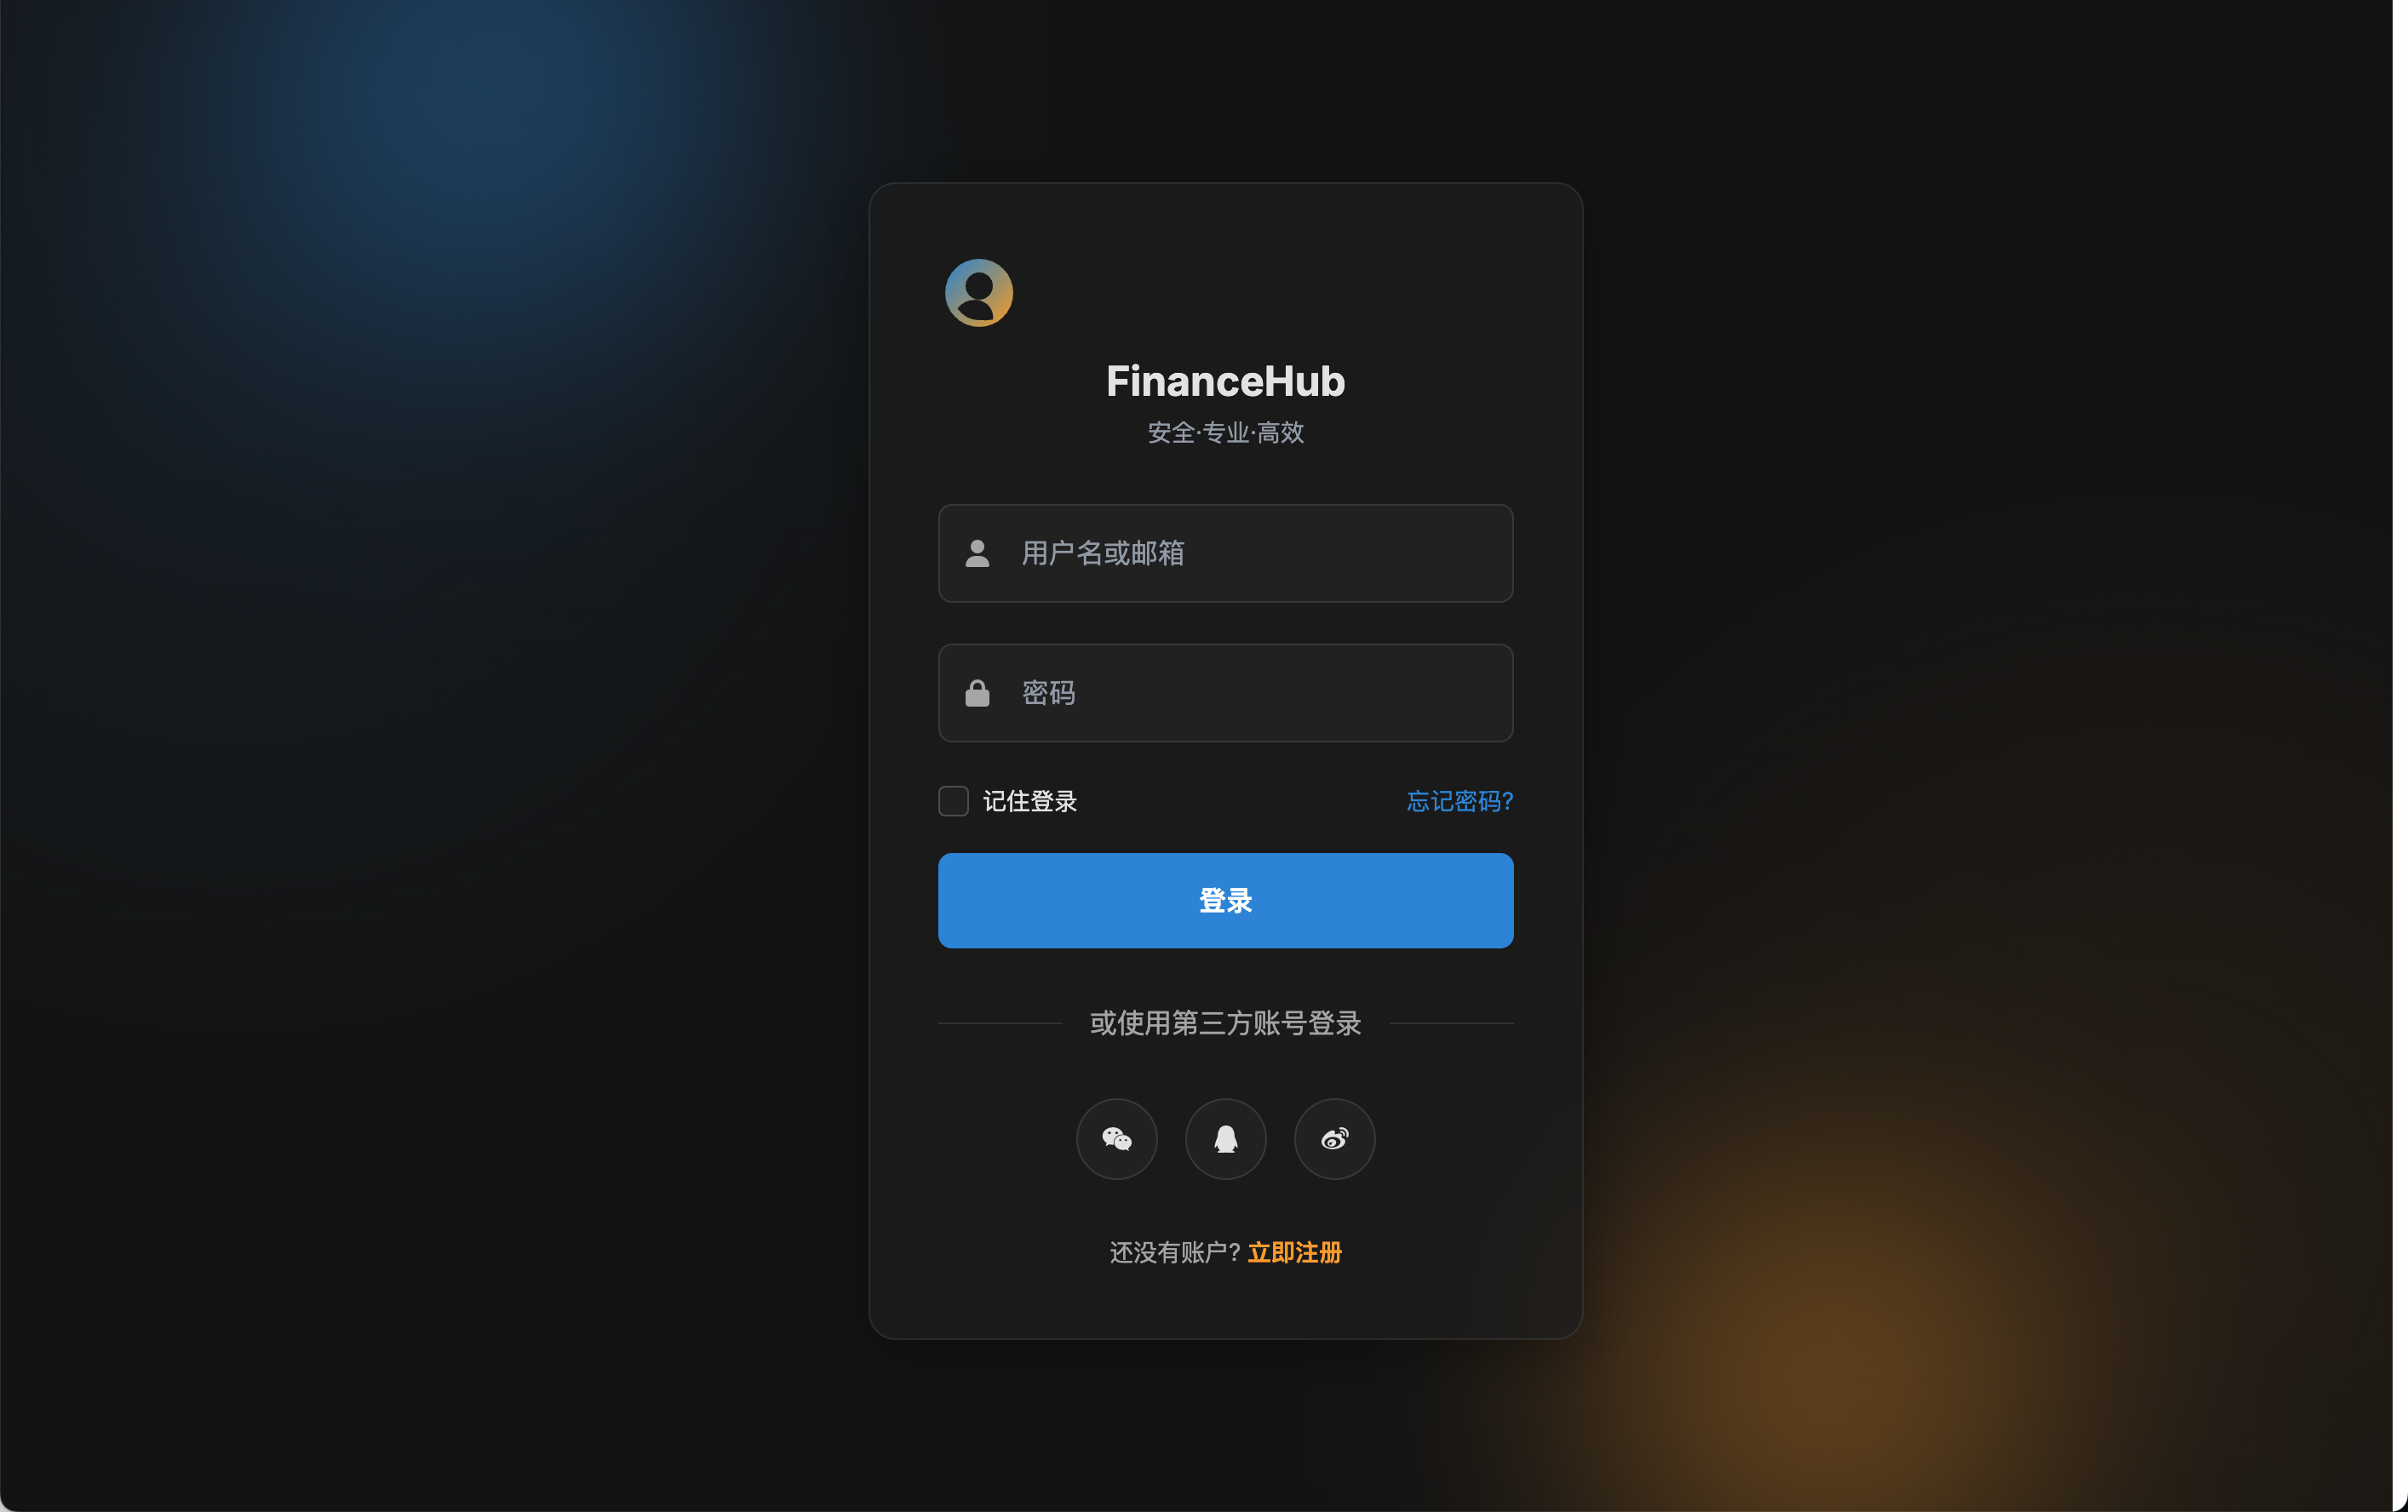 FinanceHub
安全·专业·高效
用户名或邮箱
密码
记住登录
忘记密码?
登录
或使用第三方账号登录
还没有账户? 立即注册